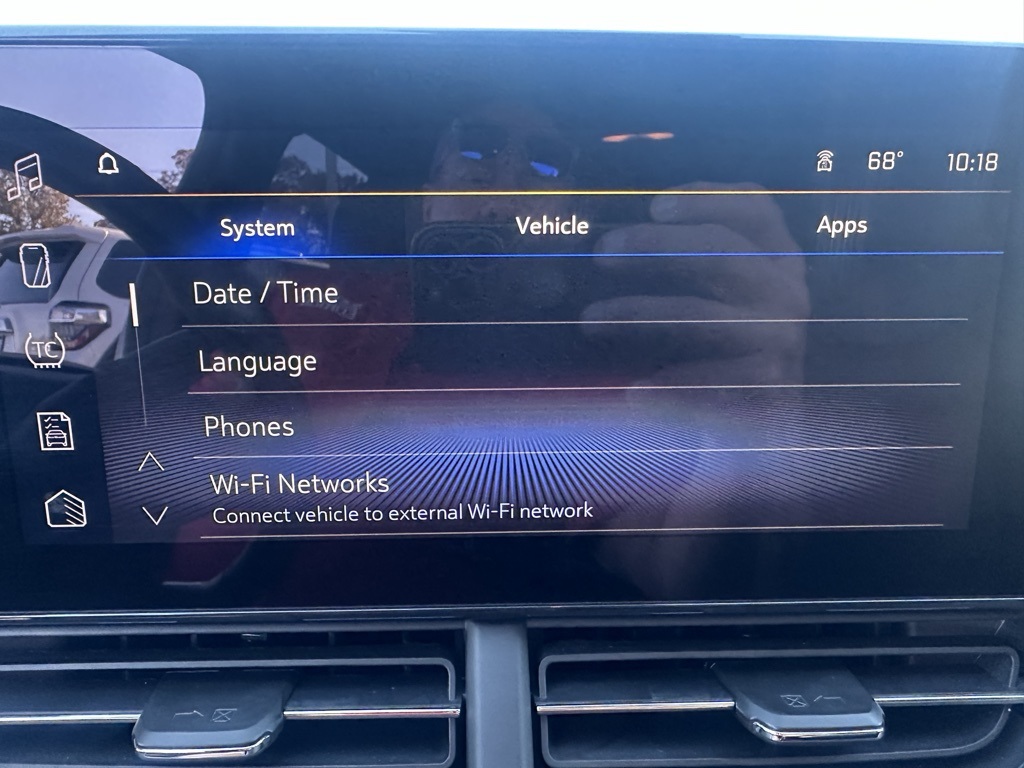 68° 10:18
System Vehicle Apps
Date / Time
Language
TC
Phones
Wi-Fi Networks
Connect vehicle to external Wi-Fi network